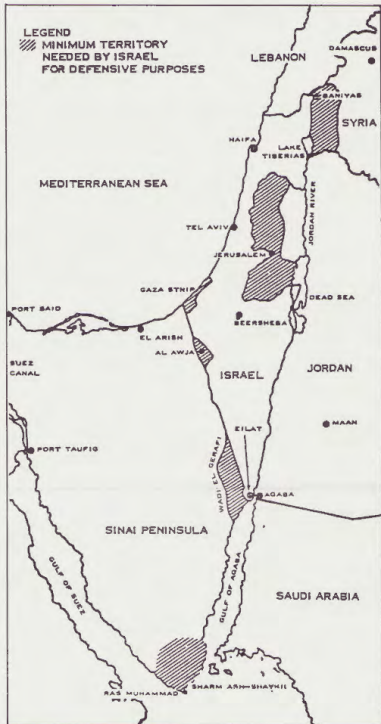 LEGEND
MINIMUM TERRITORY
NEEDED BY ISRAEL
FOR DEFENSIVE PURPOSES
DAMASCUS
LEBANON
BANIYAS
SYRIA
HAIFA
LAKE
TIBERIAS
MEDITERRANEAN SEA
JORDAN RIVER
TEL AVIV
JERUSALEM
GAZA STRIP
DEAD SEA
PORT SAID
BEERSHEBA
EL ARISH
SUEZ
CANAL
AL AWJA
ISRAEL
JORDAN
EILAT
MAAN
PORT TAUFIG
WADI EL GERAFI
AQABA
SINAI PENINSULA
GULF OF SUEZ
GULF OF AQABA
SAUDI ARABIA
RAS MUHAMMAD
SHARM ASH-SHAYKH